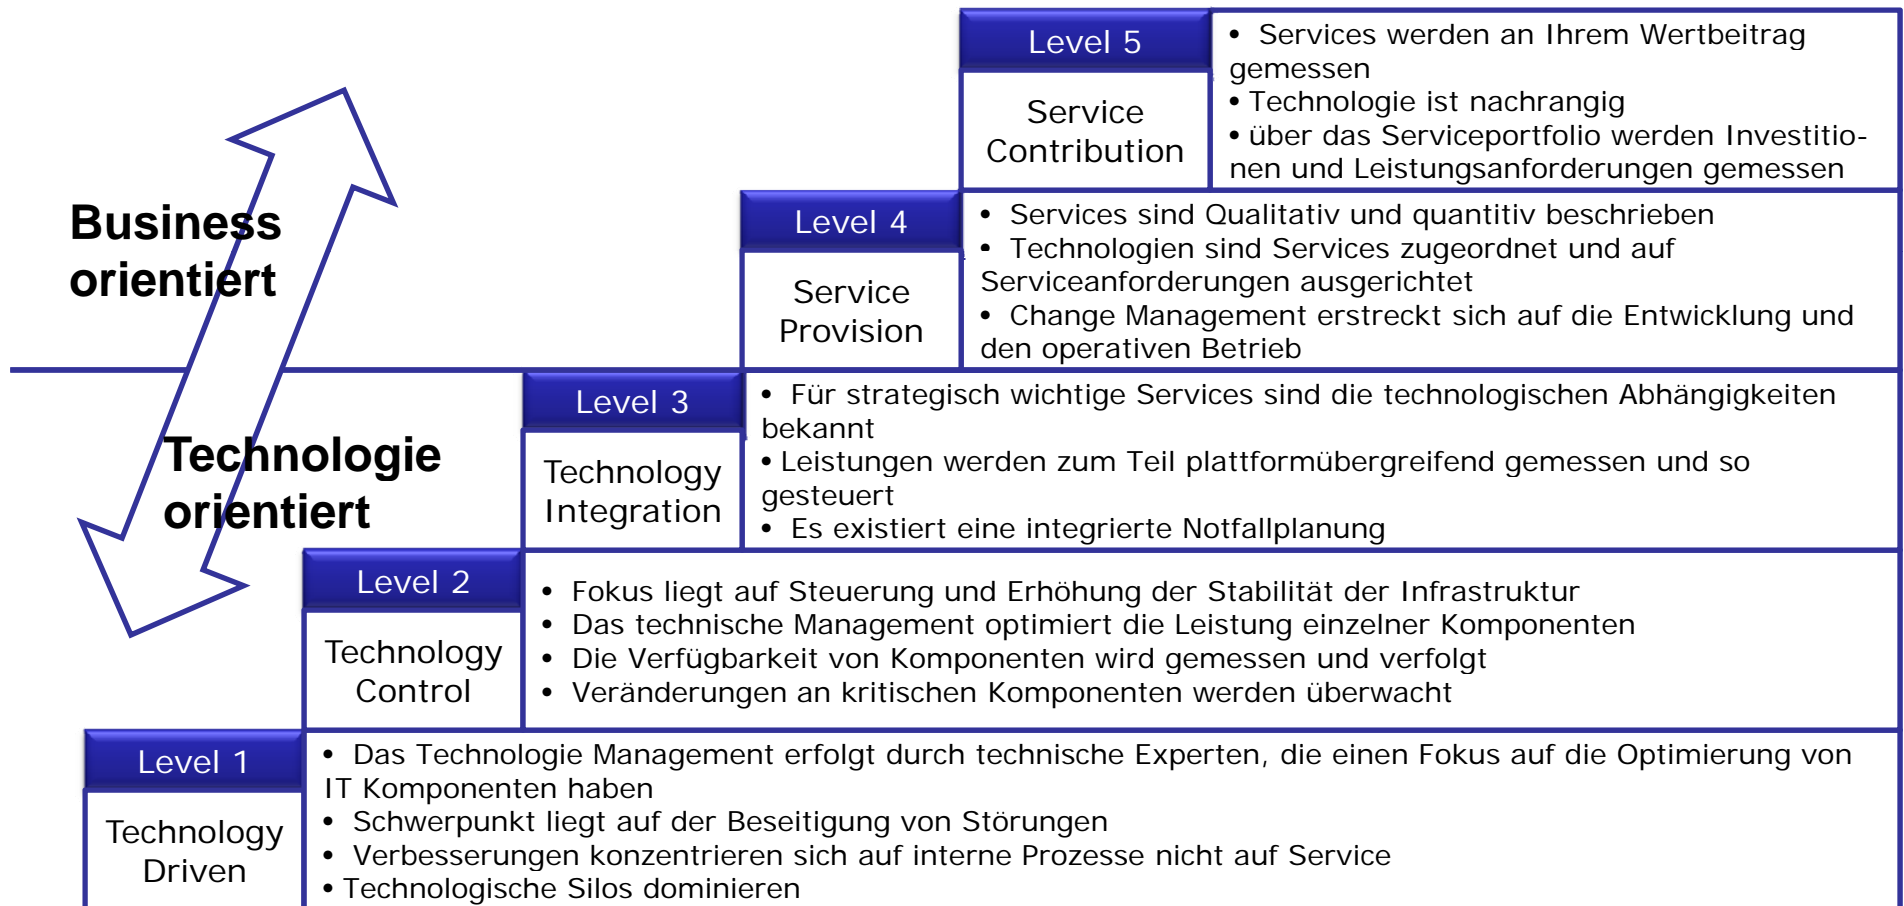 Level 5
Service
Contribution
• Services werden an Ihrem Wertbeitrag
gemessen
• Technologie ist nachrangig
• über das Serviceportfolio werden Investitio-
nen und Leistungsanforderungen gemessen
Business
orientiert
Level 4
Service
Provision
• Services sind Qualitativ und quantitiv beschrieben
• Technologien sind Services zugeordnet und auf
Serviceanforderungen ausgerichtet
• Change Management erstreckt sich auf die Entwicklung und
den operativen Betrieb
Technologie
orientiert
Level 3
Technology
Integration
• Für strategisch wichtige Services sind die technologischen Abhängigkeiten
bekannt
• Leistungen werden zum Teil plattformübergreifend gemessen und so
gesteuert
• Es existiert eine integrierte Notfallplanung
Level 2
Technology
Control
• Fokus liegt auf Steuerung und Erhöhung der Stabilität der Infrastruktur
• Das technische Management optimiert die Leistung einzelner Komponenten
• Die Verfügbarkeit von Komponenten wird gemessen und verfolgt
• Veränderungen an kritischen Komponenten werden überwacht
Level 1
Technology
Driven
• Das Technologie Management erfolgt durch technische Experten, die einen Fokus auf die Optimierung von
IT Komponenten haben
• Schwerpunkt liegt auf der Beseitigung von Störungen
• Verbesserungen konzentrieren sich auf interne Prozesse nicht auf Service
• Technologische Silos dominieren